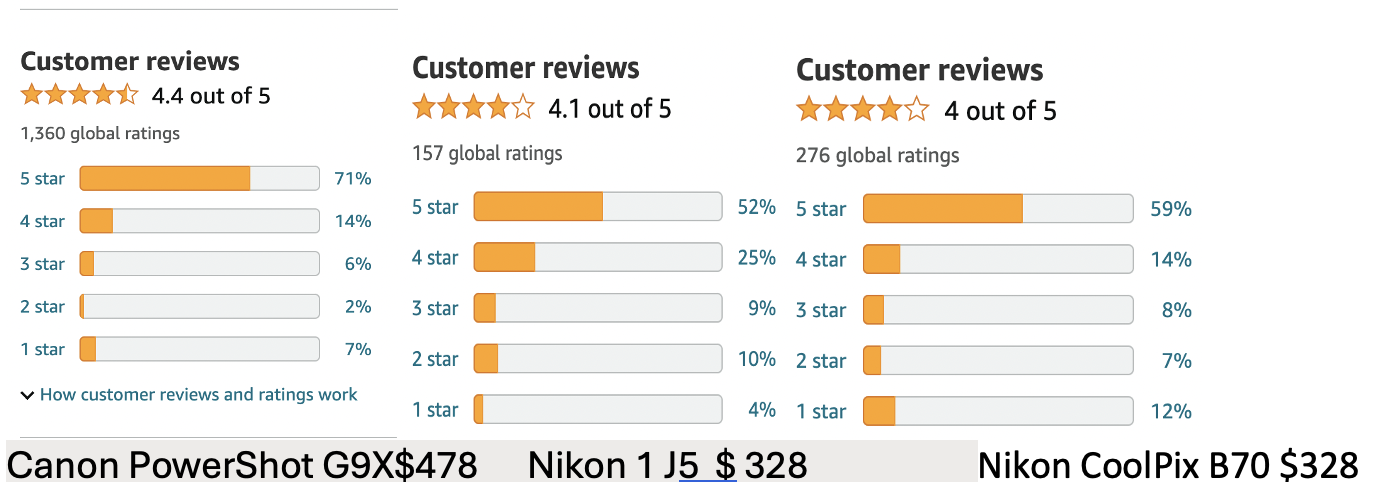 Customer reviews
4.4 out of 5
1,360 global ratings
5 star 71%
4 star 14%
3 star 6%
2 star 2%
1 star 7%
How customer reviews and ratings work
Customer reviews
4.1 out of 5
157 global ratings
5 star 52%
4 star 25%
3 star 9%
2 star 10%
1 star 4%
Customer reviews
4 out of 5
276 global ratings
5 star 59%
4 star 14%
3 star 8%
2 star 7%
1 star 12%
Canon PowerShot G9X$478 Nikon 1 J5 $ 328 Nikon CoolPix B70 $328